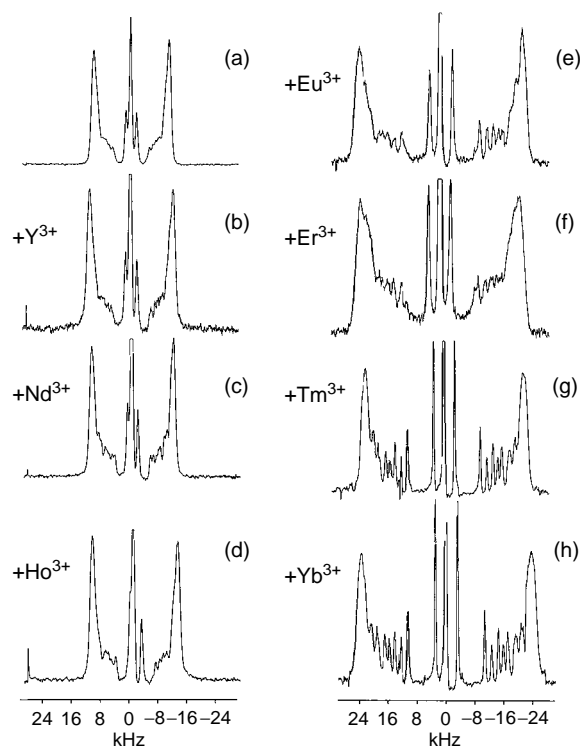 (a)
(b)
+Y3+
(c)
+Nd3+
(d)
+Ho3+
24 16 8 0 −8 −16 −24
kHz
(e)
+Eu3+
(f)
+Er3+
(g)
+Tm3+
(h)
+Yb3+
24 16 8 0 −8 −16 −24
kHz